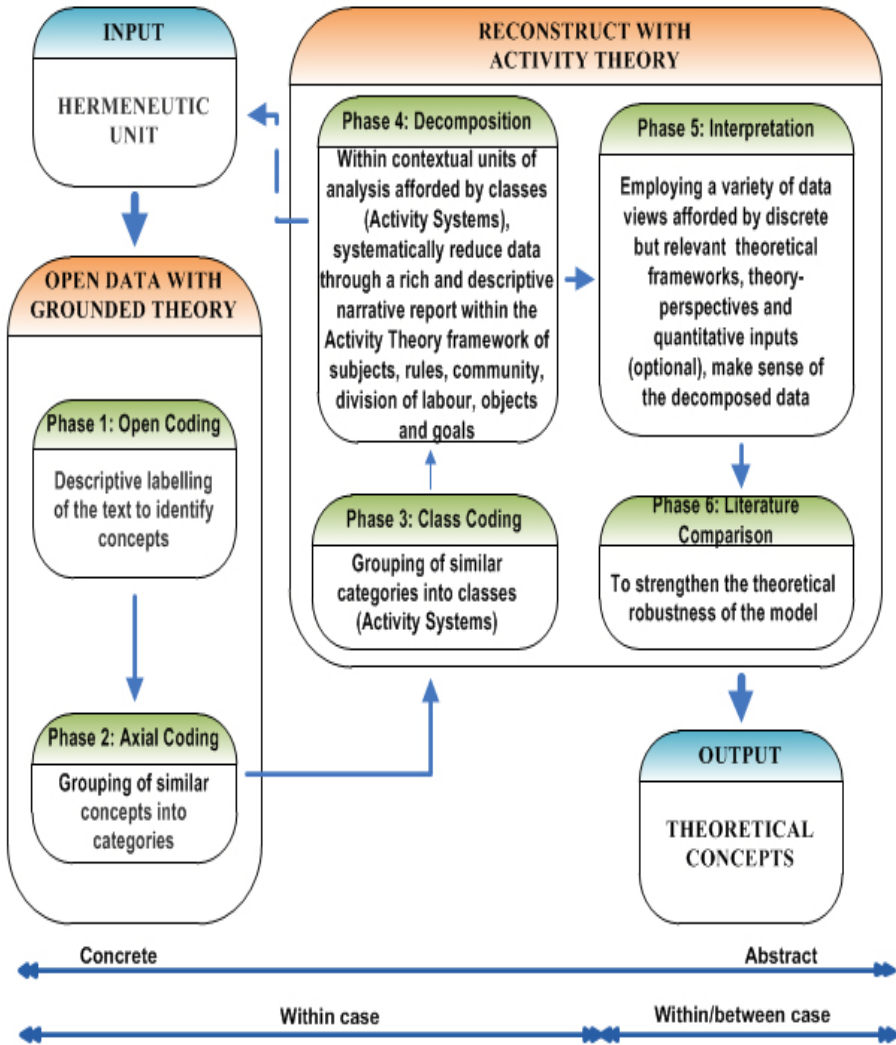 INPUT
HERMENEUTIC
UNIT
OPEN DATA WITH
GROUNDED THEORY
Phase 1: Open Coding
Descriptive labelling
of the text to identify
concepts
Phase 2: Axial Coding
Grouping of similar
concepts into
categories
RECONSTRUCT WITH
ACTIVITY THEORY
Phase 4: Decomposition
Within contextual units of
analysis afforded by classes
(Activity Systems),
systematically reduce data
through a rich and descriptive
narrative report within the
Activity Theory framework of
subjects, rules, community,
division of labour, objects
and goals
Phase 3: Class Coding
Grouping of similar
categories into classes
(Activity Systems)
Phase 5: Interpretation
Employing a variety of data
views afforded by discrete
but relevant theoretical
frameworks, theory-
perspectives and
quantitative inputs
(optional), make sense of
the decomposed data
Phase 6: Literature
Comparison
To strengthen the theoretical
robustness of the model
OUTPUT
THEORETICAL
CONCEPTS
Concrete
Abstract
Within case
Within/between case